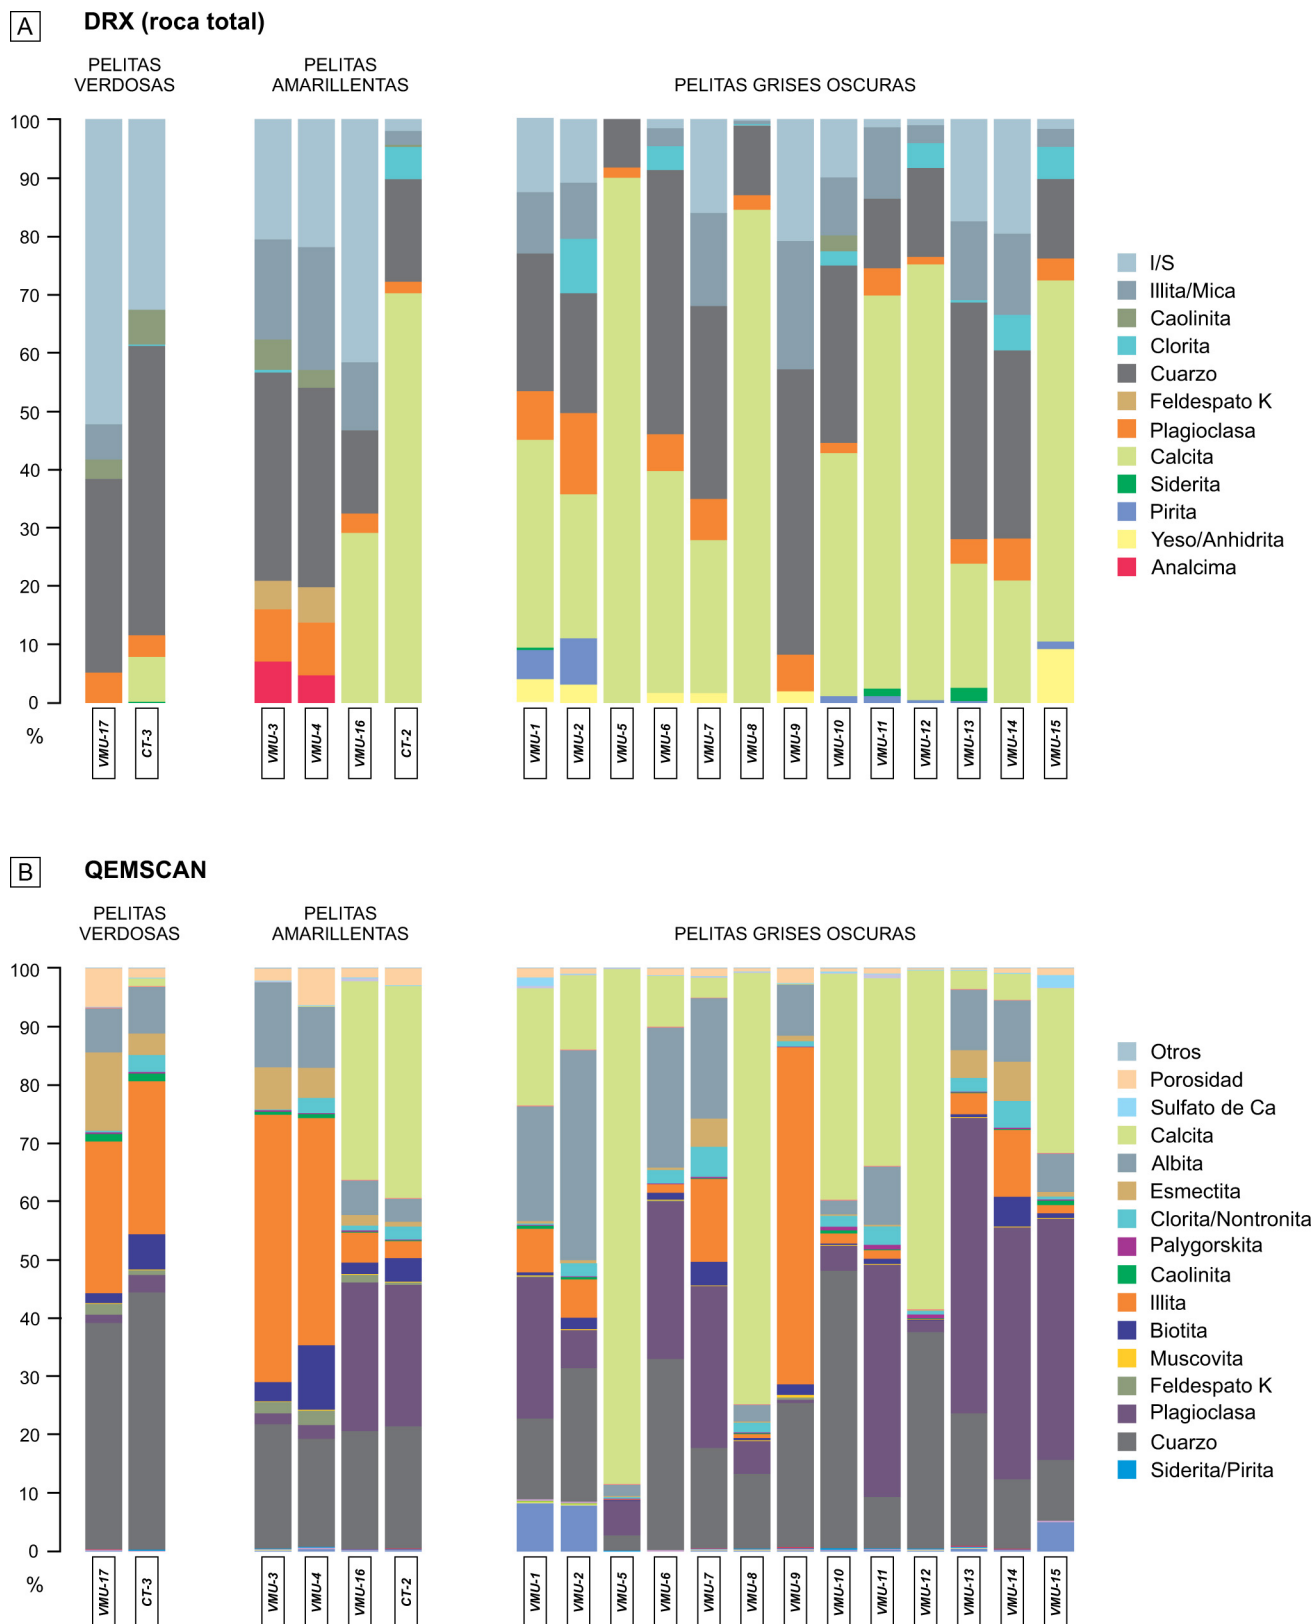 A
DRX (roca total)
PELITAS
VERDOSAS
PELITAS
AMARILLENTAS
PELITAS GRISES OSCURAS
100
90
80
70
60
50
40
30
20
10
0
%
VMU-17
CT-3
VMU-3
VMU-4
VMU-16
CT-2
VMU-1
VMU-2
VMU-5
VMU-6
VMU-7
VMU-8
VMU-9
VMU-10
VMU-11
VMU-12
VMU-13
VMU-14
VMU-15
I/S
Illita/Mica
Caolinita
Clorita
Cuarzo
Feldespato K
Plagioclasa
Calcita
Siderita
Pirita
Yeso/Anhidrita
Analcima
B
QEMSCAN
PELITAS
VERDOSAS
PELITAS
AMARILLENTAS
PELITAS GRISES OSCURAS
100
90
80
70
60
50
40
30
20
10
0
%
VMU-17
CT-3
VMU-3
VMU-4
VMU-16
CT-2
VMU-1
VMU-2
VMU-5
VMU-6
VMU-7
VMU-8
VMU-9
VMU-10
VMU-11
VMU-12
VMU-13
VMU-14
VMU-15
Otros
Porosidad
Sulfato de Ca
Calcita
Albita
Esmectita
Clorita/Nontronita
Palygorskita
Caolinita
Illita
Biotita
Muscovita
Feldespato K
Plagioclasa
Cuarzo
Siderita/Pirita